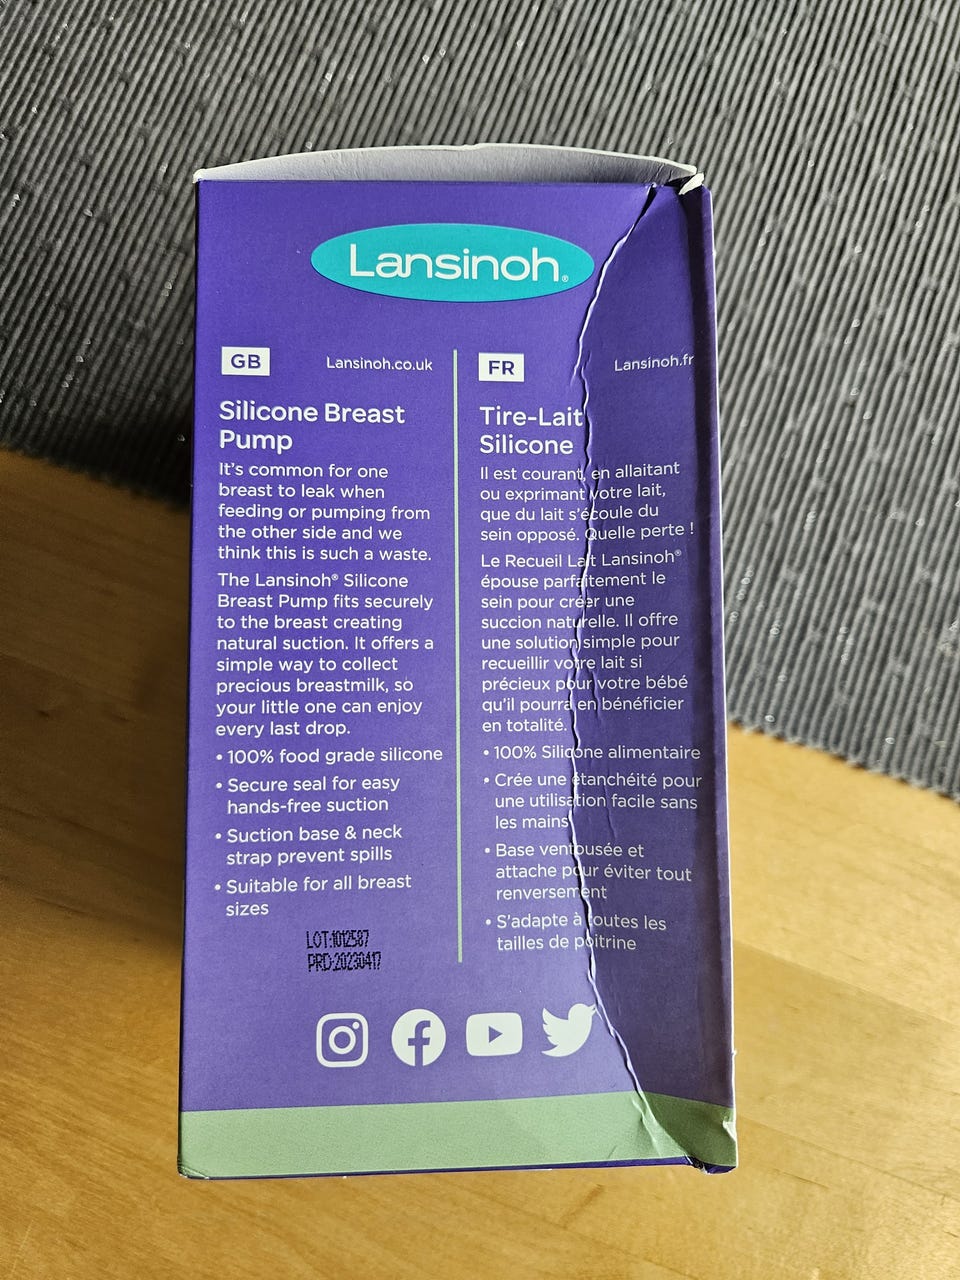 Lansinoh®
GB
Lansinoh.co.uk
Silicone Breast
Pump
It's common for one
breast to leak when
feeding or pumping from
the other side and we
think this is such a waste.
The Lansinoh® Silicone
Breast Pump fits securely
to the breast creating
natural suction. It offers a
simple way to collect
precious breastmilk, so
your little one can enjoy
every last drop.
• 100% food grade silicone
• Secure seal for easy
hands-free suction
• Suction base & neck
strap prevent spills
• Suitable for all breast
sizes
LOT:1012587
PRD:20230417
FR
Lansinoh.fr
Tire-Lait
Silicone
Il est courant, en allaitant
ou exprimant votre lait,
que du lait s'écoule du
sein opposé. Quelle perte !
Le Recueil Lait Lansinoh®
épouse parfaitement le
sein pour créer une
succion naturelle. Il offre
une solution simple pour
recueillir votre lait si
précieux pour votre bébé
qu'il pourra en bénéficier
en totalité.
• 100% Silicone alimentaire
• Crée une étanchéité pour
une utilisation facile sans
les mains
• Base ventousée et
attache pour éviter tout
renversement
• S'adapte à toutes les
tailles de poitrine